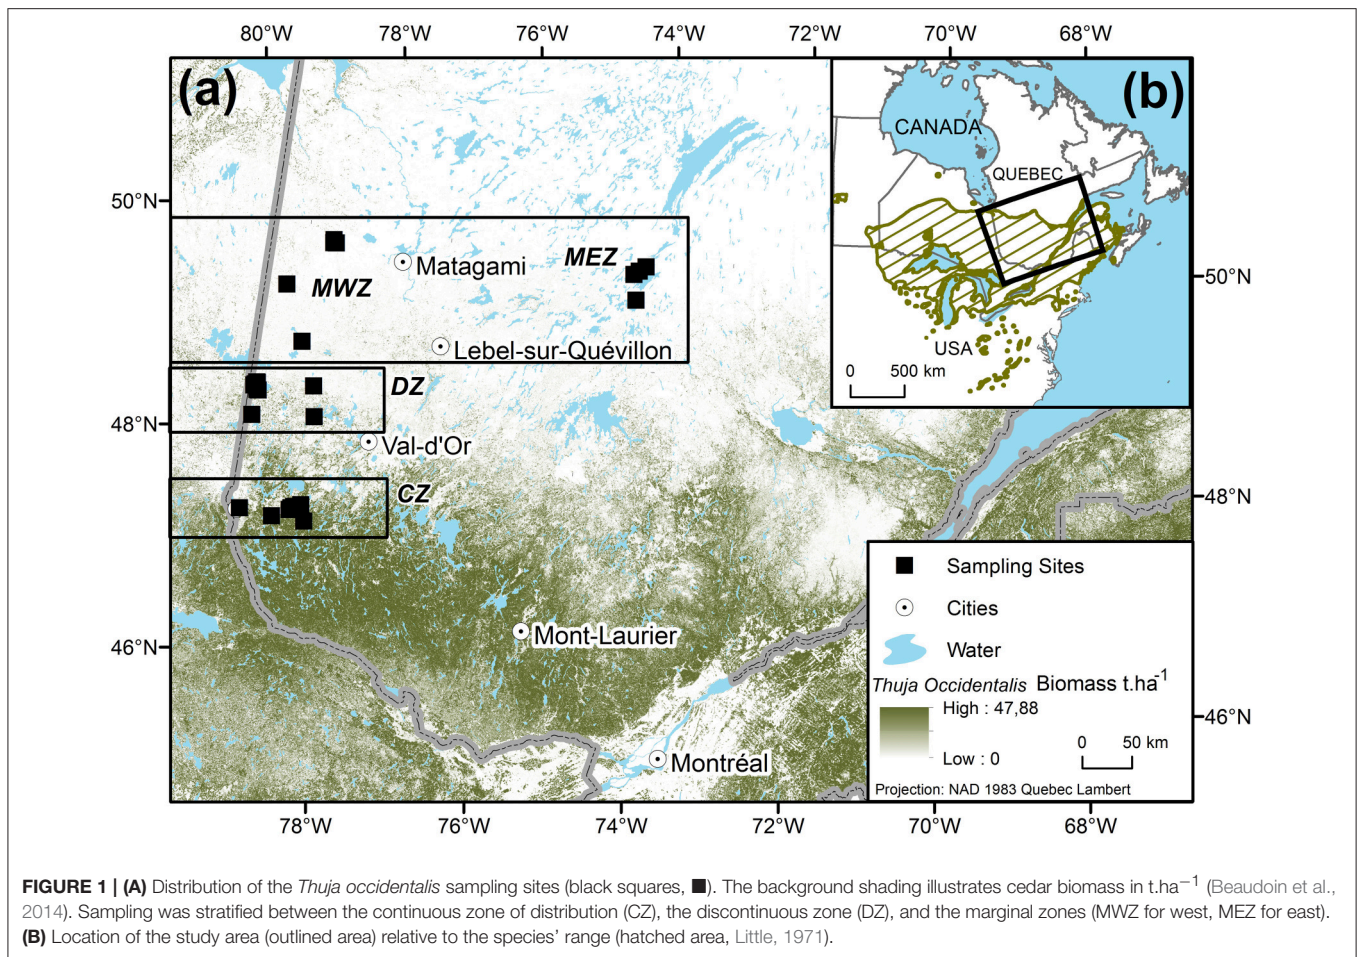 80°W 78°W 76°W 74°W 72°W 70°W 68°W
(a)
(b)
CANADA
QUEBEC
50°N
MEZ
Matagami
MWZ
50°N
USA
Lebel-sur-Quévillon
0 500 km
DZ
48°N
Val-d'Or
CZ
48°N
Sampling Sites
Cities
Mont-Laurier
46°N
Water
Thuja Occidentalis Biomass t.ha-1
High : 47,88
46°N
0 50 km
Low : 0
Montréal
Projection: NAD 1983 Quebec Lambert
78°W 76°W 74°W 72°W 70°W 68°W
FIGURE 1 | (A) Distribution of the Thuja occidentalis sampling sites (black squares, ■). The background shading illustrates cedar biomass in t.ha−1 (Beaudoin et al.,
2014). Sampling was stratified between the continuous zone of distribution (CZ), the discontinuous zone (DZ), and the marginal zones (MWZ for west, MEZ for east).
(B) Location of the study area (outlined area) relative to the species' range (hatched area, Little, 1971).